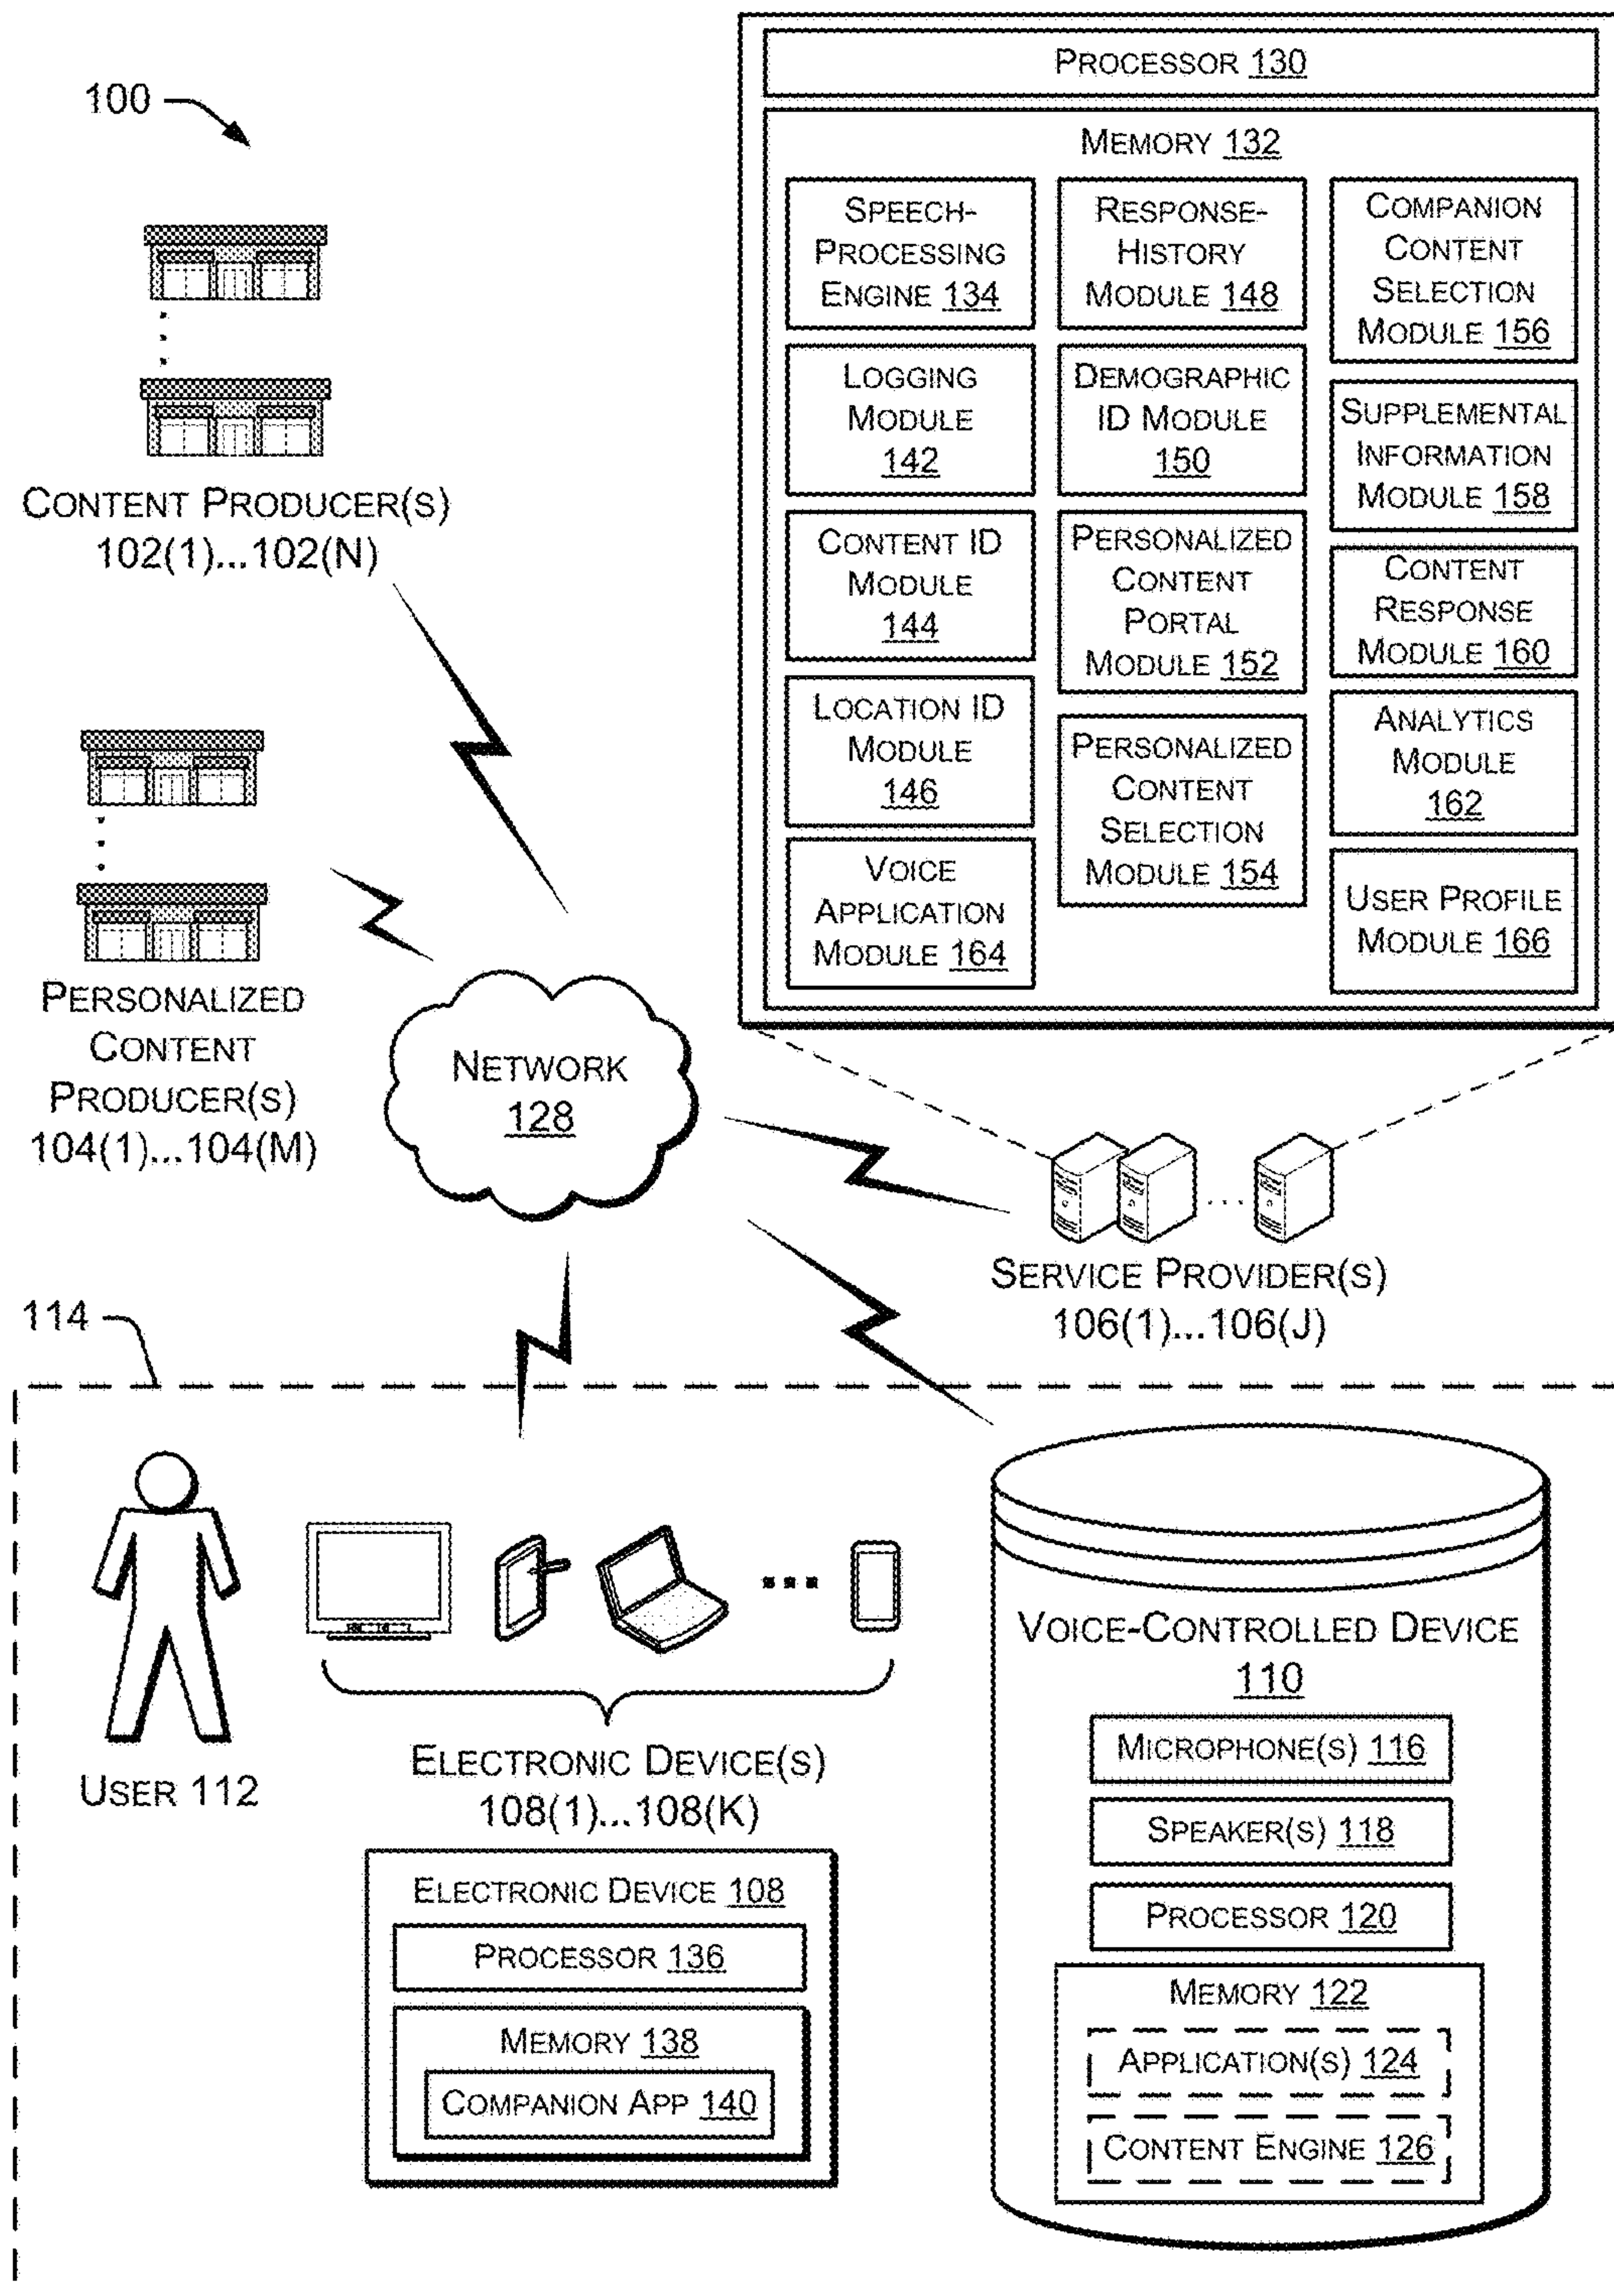 100
CONTENT PRODUCER(S)
102(1)...102(N)
PERSONALIZED
CONTENT
PRODUCER(S)
104(1)...104(M)
NETWORK
128
PROCESSOR 130
MEMORY 132
SPEECH-
PROCESSING
ENGINE 134
LOGGING
MODULE
142
CONTENT ID
MODULE
144
LOCATION ID
MODULE
146
VOICE
APPLICATION
MODULE 164
RESPONSE-
HISTORY
MODULE 148
DEMOGRAPHIC
ID MODULE
150
PERSONALIZED
CONTENT
PORTAL
MODULE 152
PERSONALIZED
CONTENT
SELECTION
MODULE 154
COMPANION
CONTENT
SELECTION
MODULE 156
SUPPLEMENTAL
INFORMATION
MODULE 158
CONTENT
RESPONSE
MODULE 160
ANALYTICS
MODULE
162
USER PROFILE
MODULE 166
SERVICE PROVIDER(S)
106(1)...106(J)
114
USER 112
ELECTRONIC DEVICE(S)
108(1)...108(K)
ELECTRONIC DEVICE 108
PROCESSOR 136
MEMORY 138
COMPANION APP 140
VOICE-CONTROLLED DEVICE
110
MICROPHONE(S) 116
SPEAKER(S) 118
PROCESSOR 120
MEMORY 122
APPLICATION(S) 124
CONTENT ENGINE 126